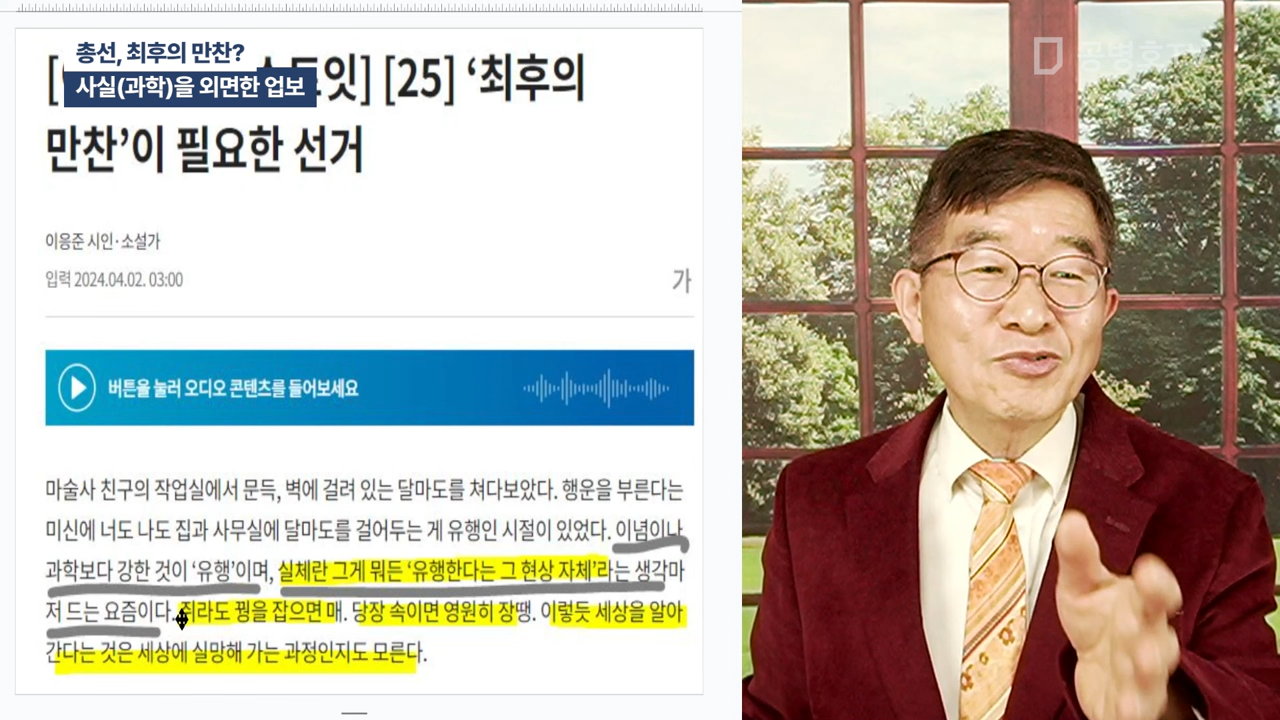 총선, 최후의 만찬?
사실(과학)을 외면한 업보
잇] [25] ‘최후의
만찬’이 필요한 선거
이응준 시인·소설가
입력 2024.04.02. 03:00
가
버튼을 눌러 오디오 콘텐츠를 들어보세요
마술사 친구의 작업실에서 문득, 벽에 걸려 있는 달마도를 쳐다보았다. 행운을 부른다는
미신에 너도 나도 집과 사무실에 달마도를 걸어두는 게 유행인 시절이 있었다. 이념이나
과학보다 강한 것이 ‘유행’이며, 실체란 그게 뭐든 ‘유행한다는 그 현상 자체’라는 생각마
저 드는 요즘이다. 쥐라도 꿩을 잡으면 매. 당장 속이면 영원히 장땡. 이렇듯 세상을 알아
간다는 것은 세상에 실망해 가는 과정인지도 모른다.
공병호